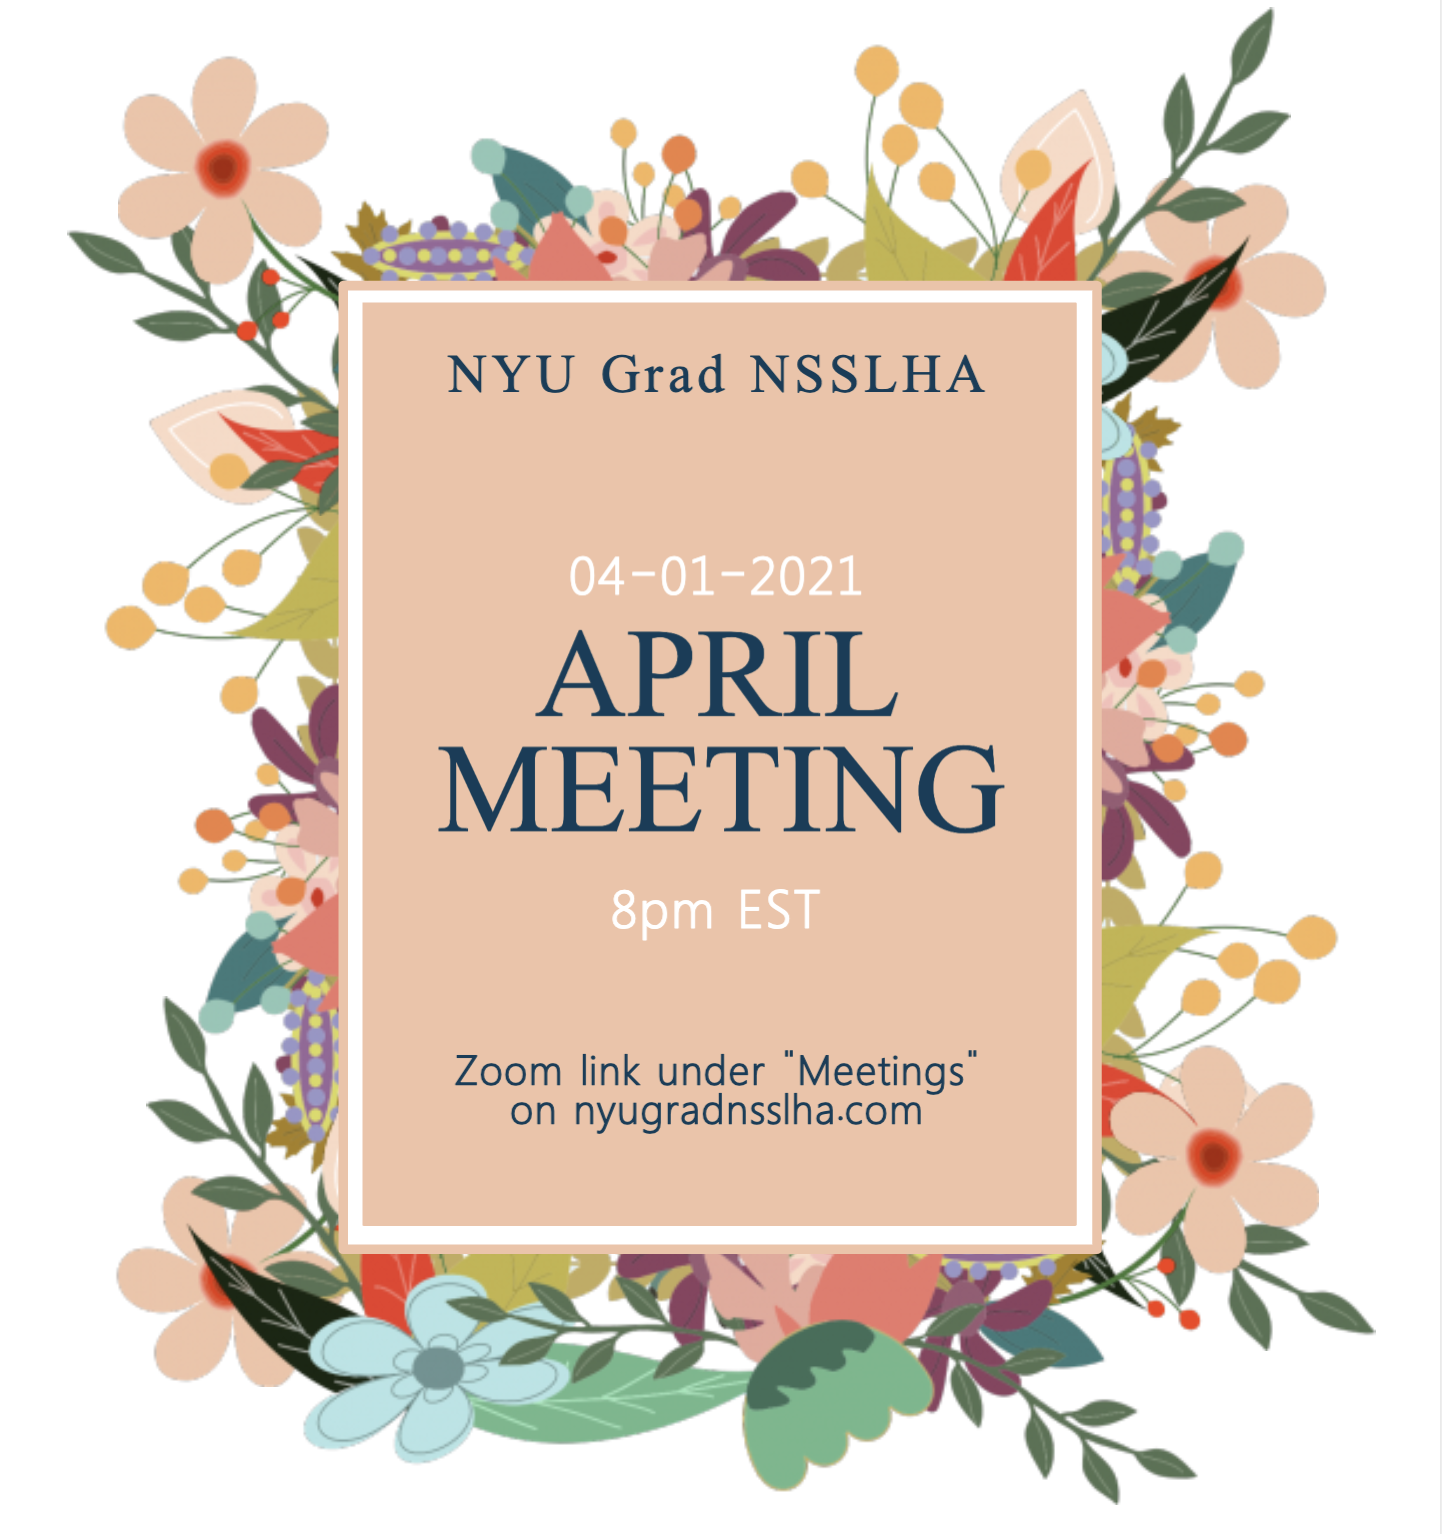 NYU Grad NSSLHA
04-01-2021
APRIL
MEETING
8pm EST
Zoom link under "Meetings"
on nyugradnsslha.com